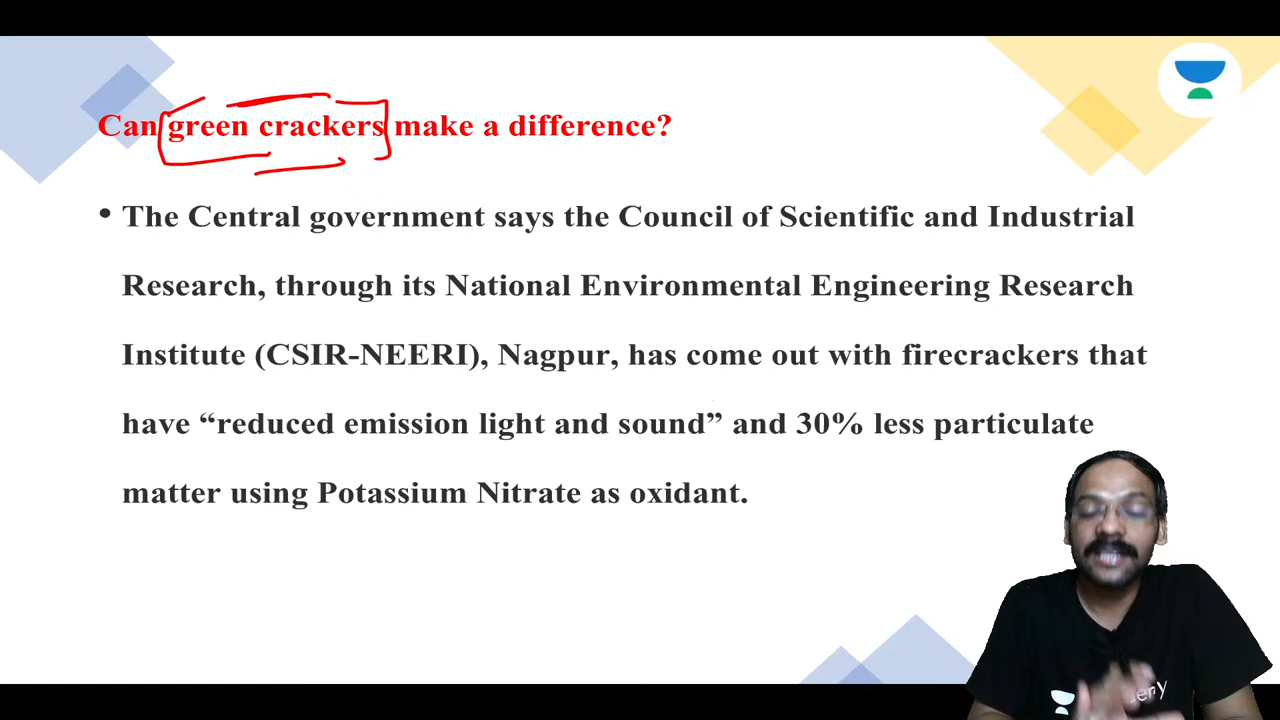 Can green crackers make a difference?
• The Central government says the Council of Scientific and Industrial
Research, through its National Environmental Engineering Research
Institute (CSIR-NEERI), Nagpur, has come out with firecrackers that
have “reduced emission light and sound” and 30% less particulate
matter using Potassium Nitrate as oxidant.